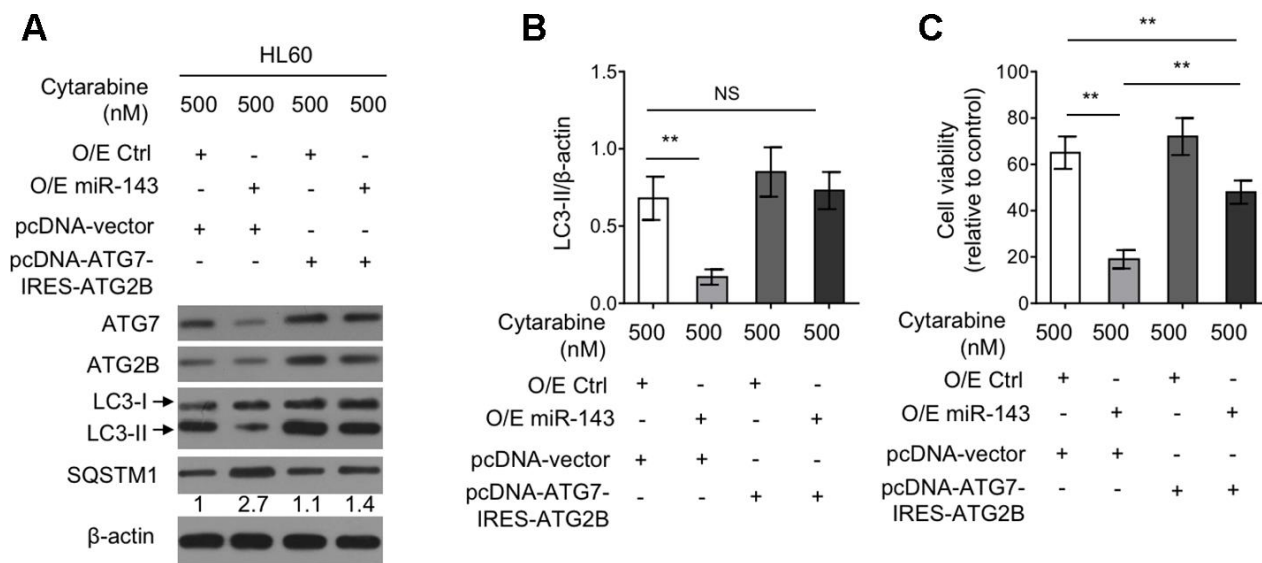 A
HL60
Cytarabine
(nM)
500 500 500 500
O/E Ctrl + - + -
O/E miR-143 - + - +
pcDNA-vector + + - -
pcDNA-ATG7-
IRES-ATG2B
- - + +
ATG7
ATG2B
LC3-I
LC3-II
SQSTM1
1 2.7 1.1 1.4
β-actin
B
LC3-II/β-actin
1.5
1.0
0.5
0.0
NS
**
Cytarabine
(nM)
500 500 500 500
O/E Ctrl + - + -
O/E miR-143 - + - +
pcDNA-vector + + - -
pcDNA-ATG7-
IRES-ATG2B
- - + +
C
Cell viability
(relative to control)
100
80
60
40
20
0
**
**
**
Cytarabine
(nM)
500 500 500 500
O/E Ctrl + - + -
O/E miR-143 - + - +
pcDNA-vector + + - -
pcDNA-ATG7-
IRES-ATG2B
- - + +